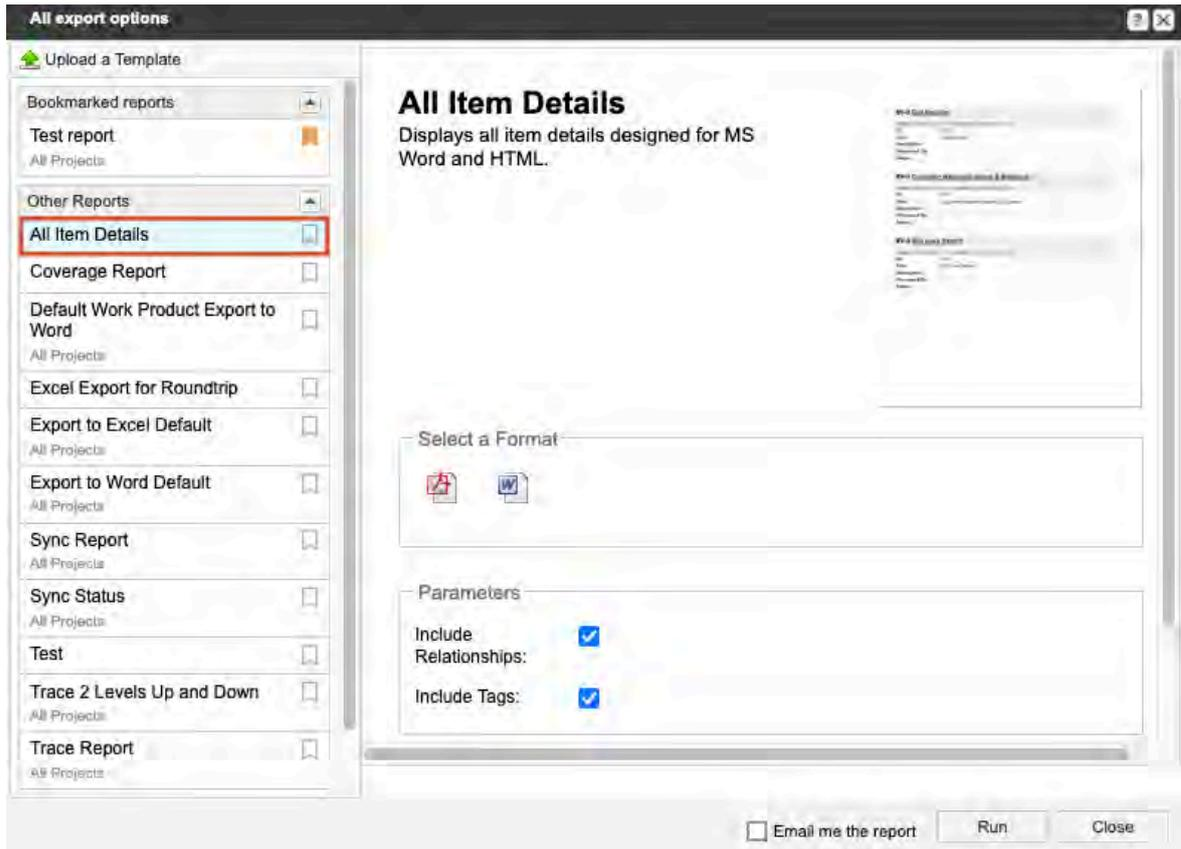 All export options
Upload a Template
Bookmarked reports
Test report
All Projects
Other Reports
All Item Details
Coverage Report
Default Work Product Export to
Word
All Projects
Excel Export for Roundtrip
Export to Excel Default
All Projects
Export to Word Default
All Projects
Sync Report
All Projects
Sync Status
All Projects
Test
Trace 2 Levels Up and Down
All Projects
Trace Report
All Projects
All Item Details
Displays all item details designed for MS
Word and HTML.
Select a Format
Parameters
Include
Relationships:
Include Tags:
Email me the report
Run
Close